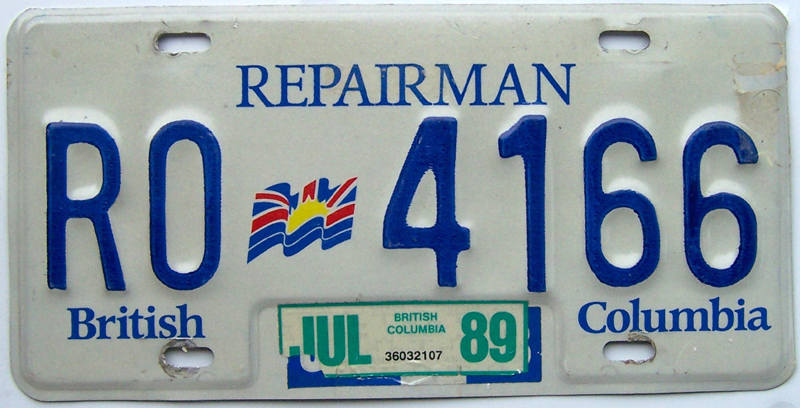 REPAIRMAN
RO 4166
British Columbia
JUL BRITISH COLUMBIA 89
36032107